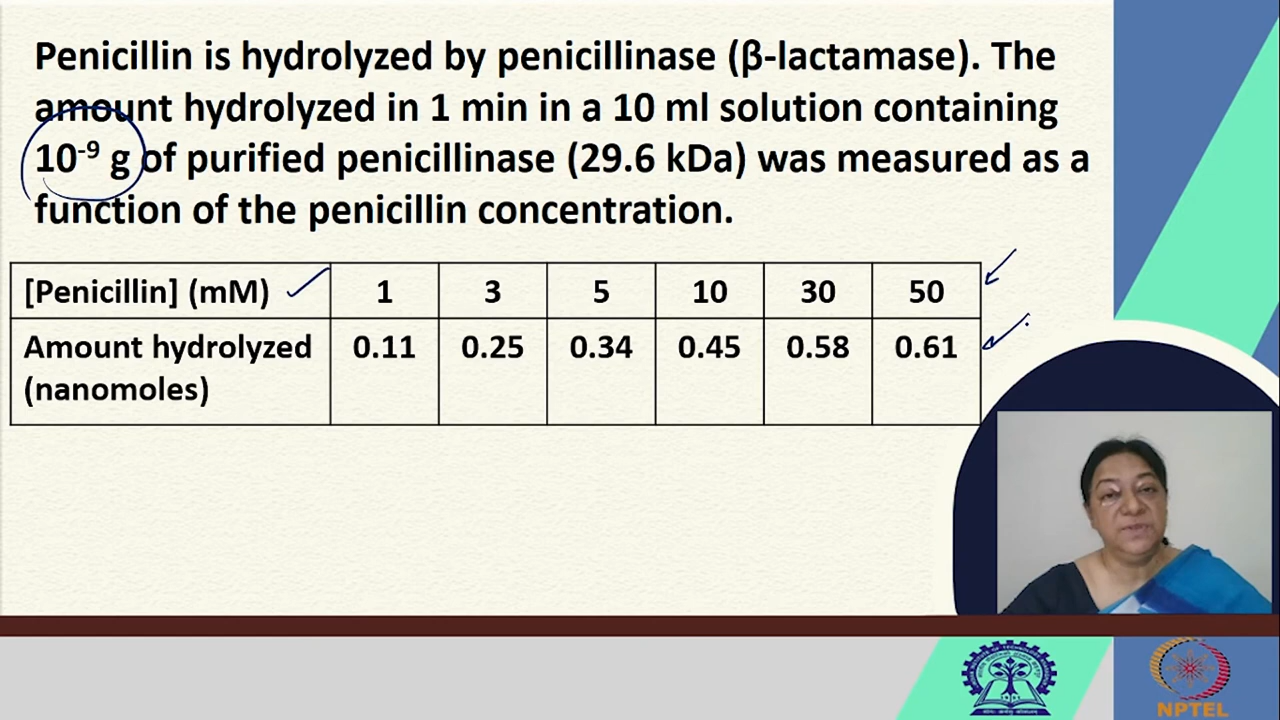 Penicillin is hydrolyzed by penicillinase (β-lactamase). The
amount hydrolyzed in 1 min in a 10 ml solution containing
10⁻⁹ g of purified penicillinase (29.6 kDa) was measured as a
function of the penicillin concentration.
[Penicillin] (mM) 1 3 5 10 30 50
Amount hydrolyzed 0.11 0.25 0.34 0.45 0.58 0.61
(nanomoles)
NPTEL